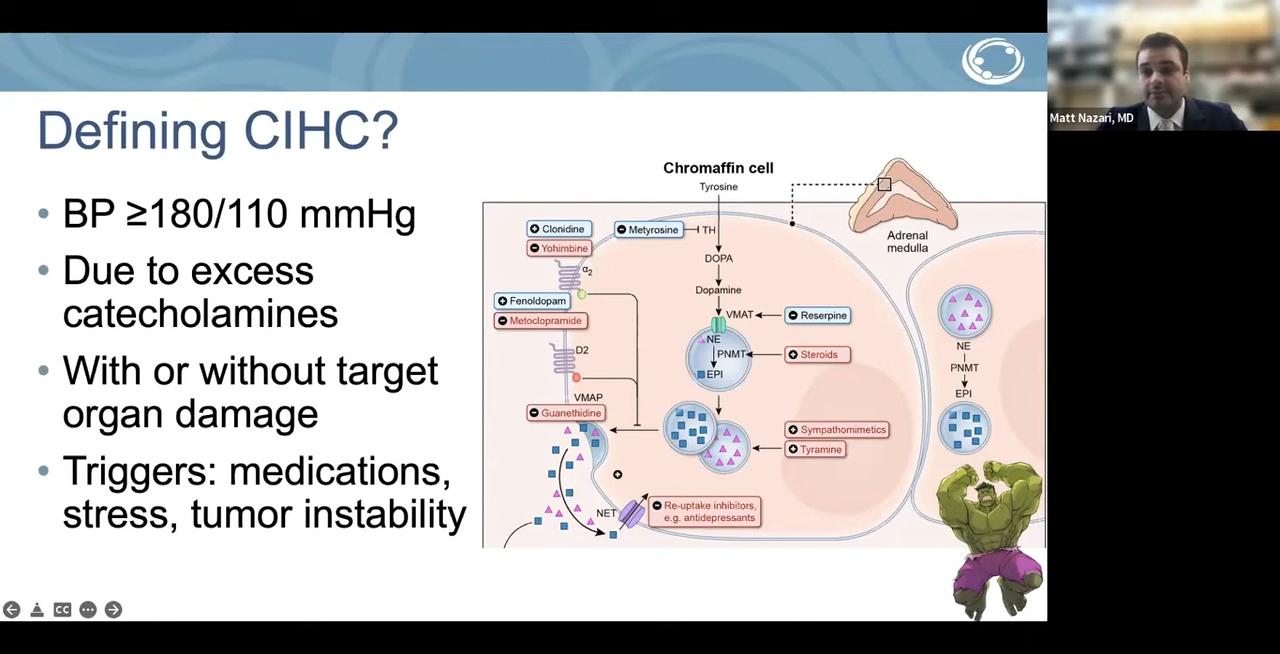 Defining CIHC?
• BP ≥180/110 mmHg
• Due to excess
catecholamines
• With or without target
organ damage
• Triggers: medications,
stress, tumor instability
Chromaffin cell
Tyrosine
Adrenal
medulla
+ Clonidine
− Yohimbine
α2
− Metyrosine
TH
DOPA
Dopamine
+ Fenoldopam
− Metoclopramide
VMAT
− Reserpine
NE
PNMT
EPI
+ Steroids
D2
VMAP
− Guanethidine
+ Sympathomimetics
+ Tyramine
+
NET
− Re-uptake inhibitors,
e.g. antidepressants
NE
PNMT
EPI
Matt Nazari, MD
CC